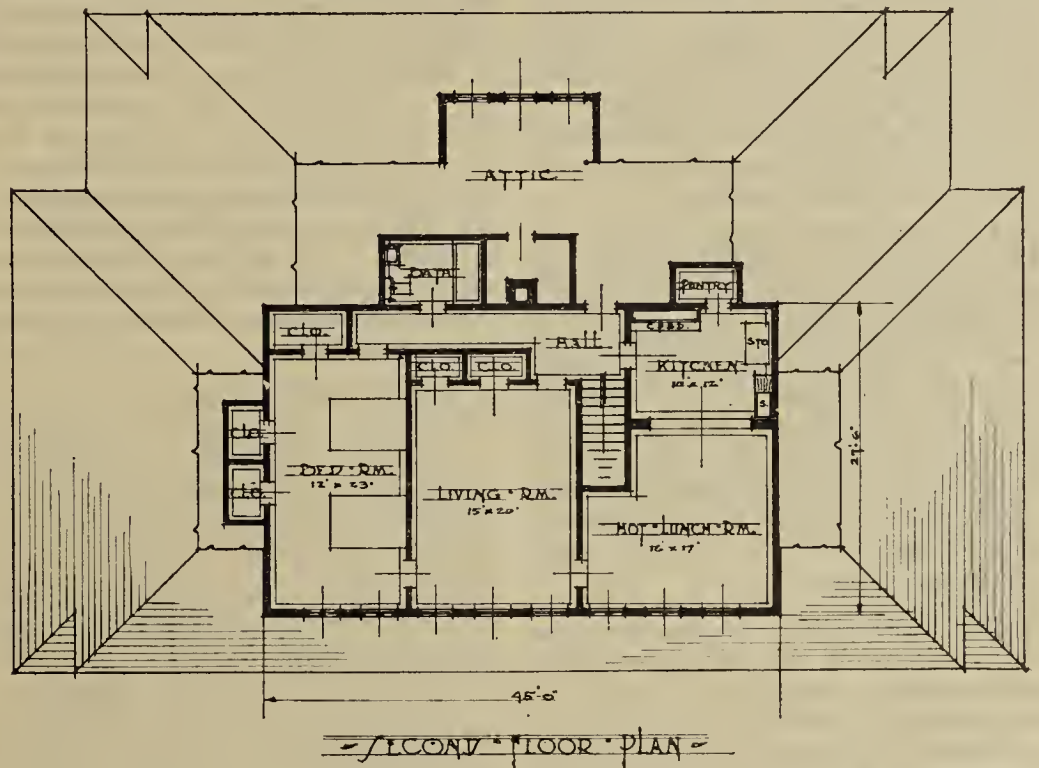 ATTIC
BATH
PANTRY
CLO.
HALL
C.P.B.D.
STO
KITCHEN
10' x 12'
CLO.
CLO.
S.
CLO
BED · RM.
12' x 23'
CLO.
LIVING · RM.
15' x 20'
HOT · LUNCH · RM.
16' x 17'
27'-6"
45'-0"
- SECOND · FLOOR · PLAN -